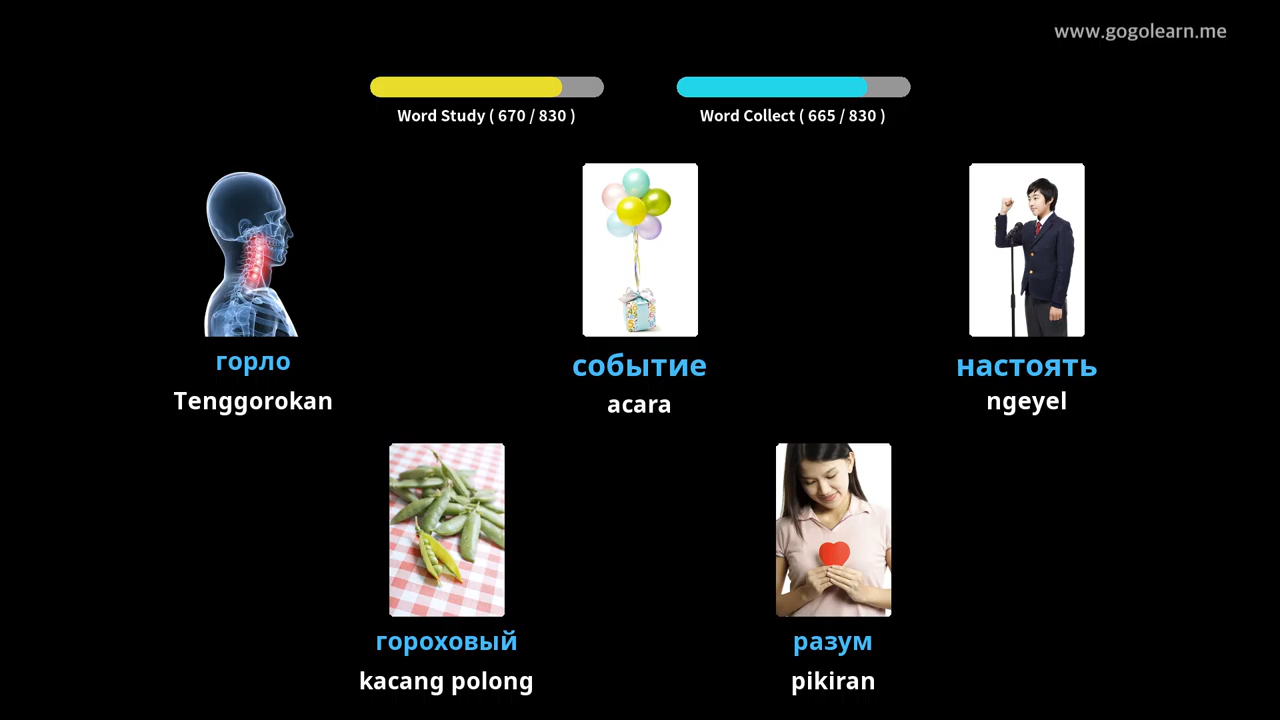 www.gogolearn.me
Word Study ( 670 / 830 )
Word Collect ( 665 / 830 )
горло
Tenggorokan
событие
acara
настоять
ngeyel
гороховый
kacang polong
разум
pikiran